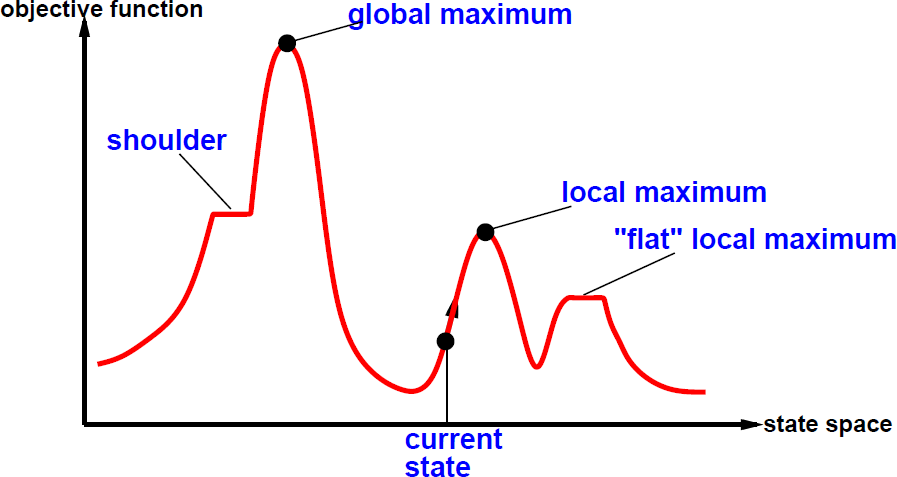 objective function
global maximum
shoulder
local maximum
"flat" local maximum
state space
current
state